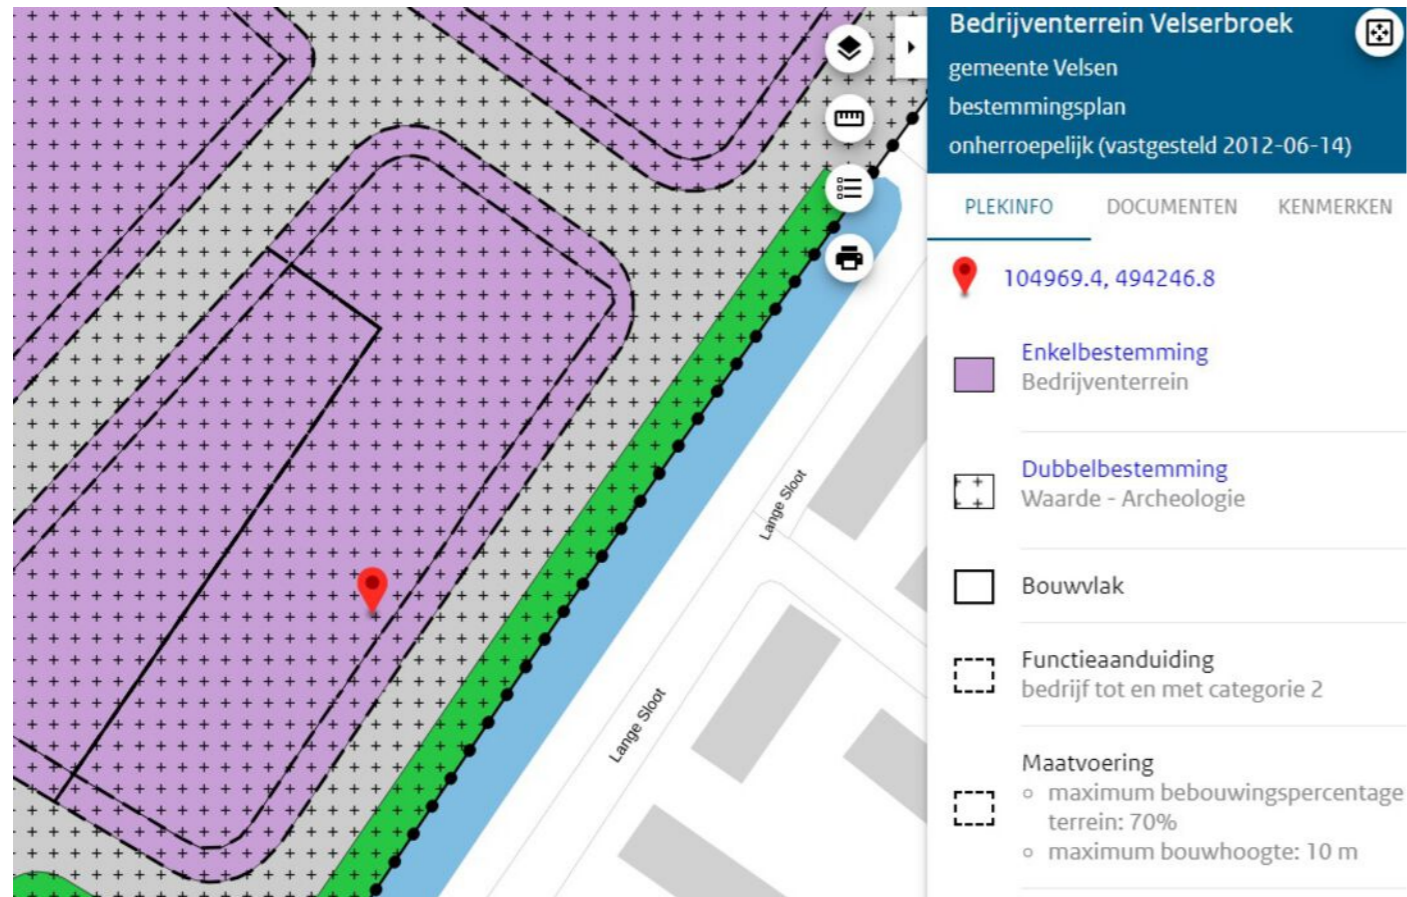 Bedrijventerrein Velserbroek
gemeente Velsen
bestemmingsplan
onherroepelijk (vastgesteld 2012-06-14)
PLEKINFO DOCUMENTEN KENMERKEN
104969.4, 494246.8
Enkelbestemming
Bedrijventerrein
Dubbelbestemming
Waarde - Archeologie
Bouwvlak
Functieaanduiding
bedrijf tot en met categorie 2
Maatvoering
maximum bebouwingspercentage
terrein: 70%
maximum bouwhoogte: 10 m
Lange Sloot
Lange Sloot